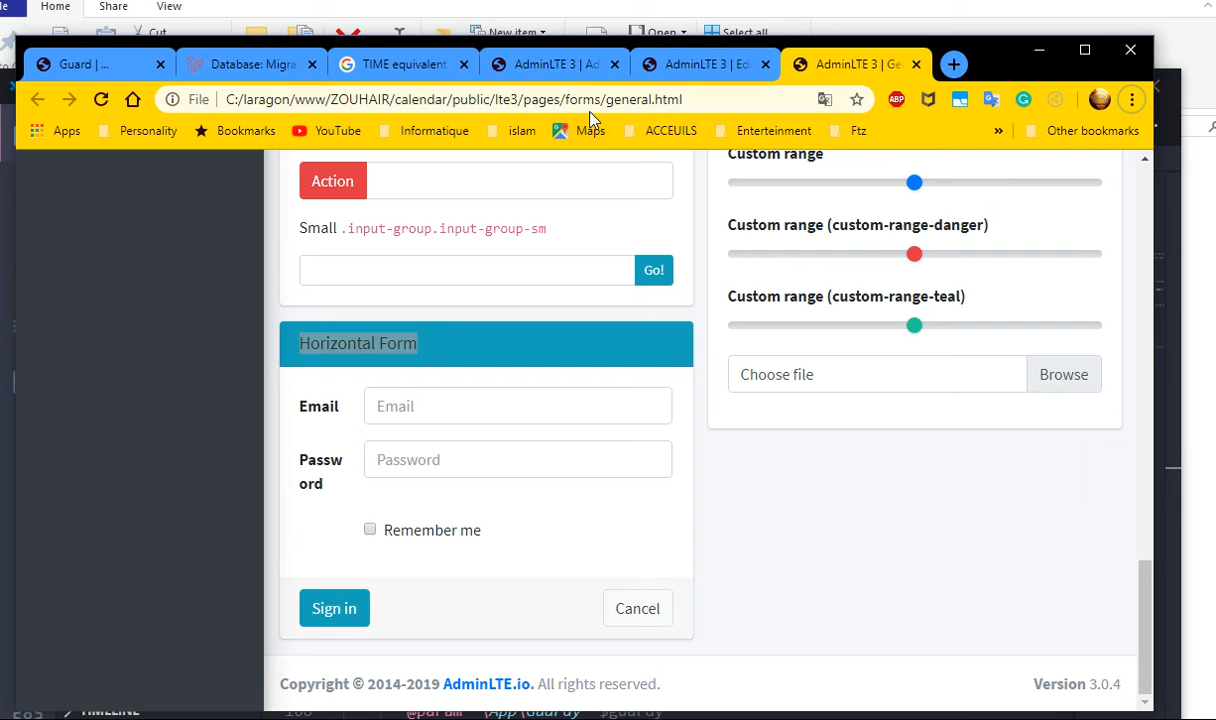 Home Share View
Cut New item Open Select all
Guard | ... Database: Migra TIME equivalent AdminLTE 3 | Ad AdminLTE 3 | Edi AdminLTE 3 | Ge
File C:/laragon/www/ZOUHAIR/calendar/public/lte3/pages/forms/general.html
Apps Personality Bookmarks YouTube Informatique islam Maps ACCEUILS Enterteinment Ftz » Other bookmarks
Action
Small .input-group.input-group-sm
Go!
Horizontal Form
Email Email
Passw
ord
Password
Remember me
Sign in Cancel
Custom range
Custom range (custom-range-danger)
Custom range (custom-range-teal)
Choose file Browse
Copyright © 2014-2019 AdminLTE.io. All rights reserved. Version 3.0.4